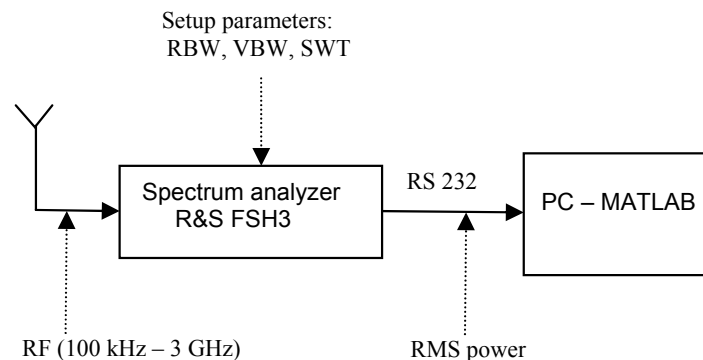 Setup parameters:
RBW, VBW, SWT
Spectrum analyzer
R&S FSH3
RS 232
PC – MATLAB
RF (100 kHz – 3 GHz)
RMS power